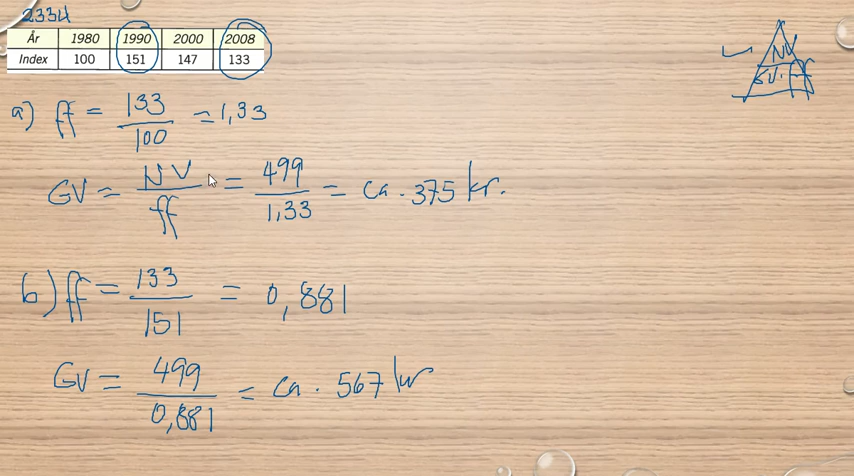 2334
År 1980 1990 2000 2008
Index 100 151 147 133
NV
GV · ff
a) ff = 133/100 = 1,33
GV = NV/ff = 499/1,33 = ca. 375 kr.
b) ff = 133/151 = 0,881
GV = 499/0,881 = ca. 567 kr